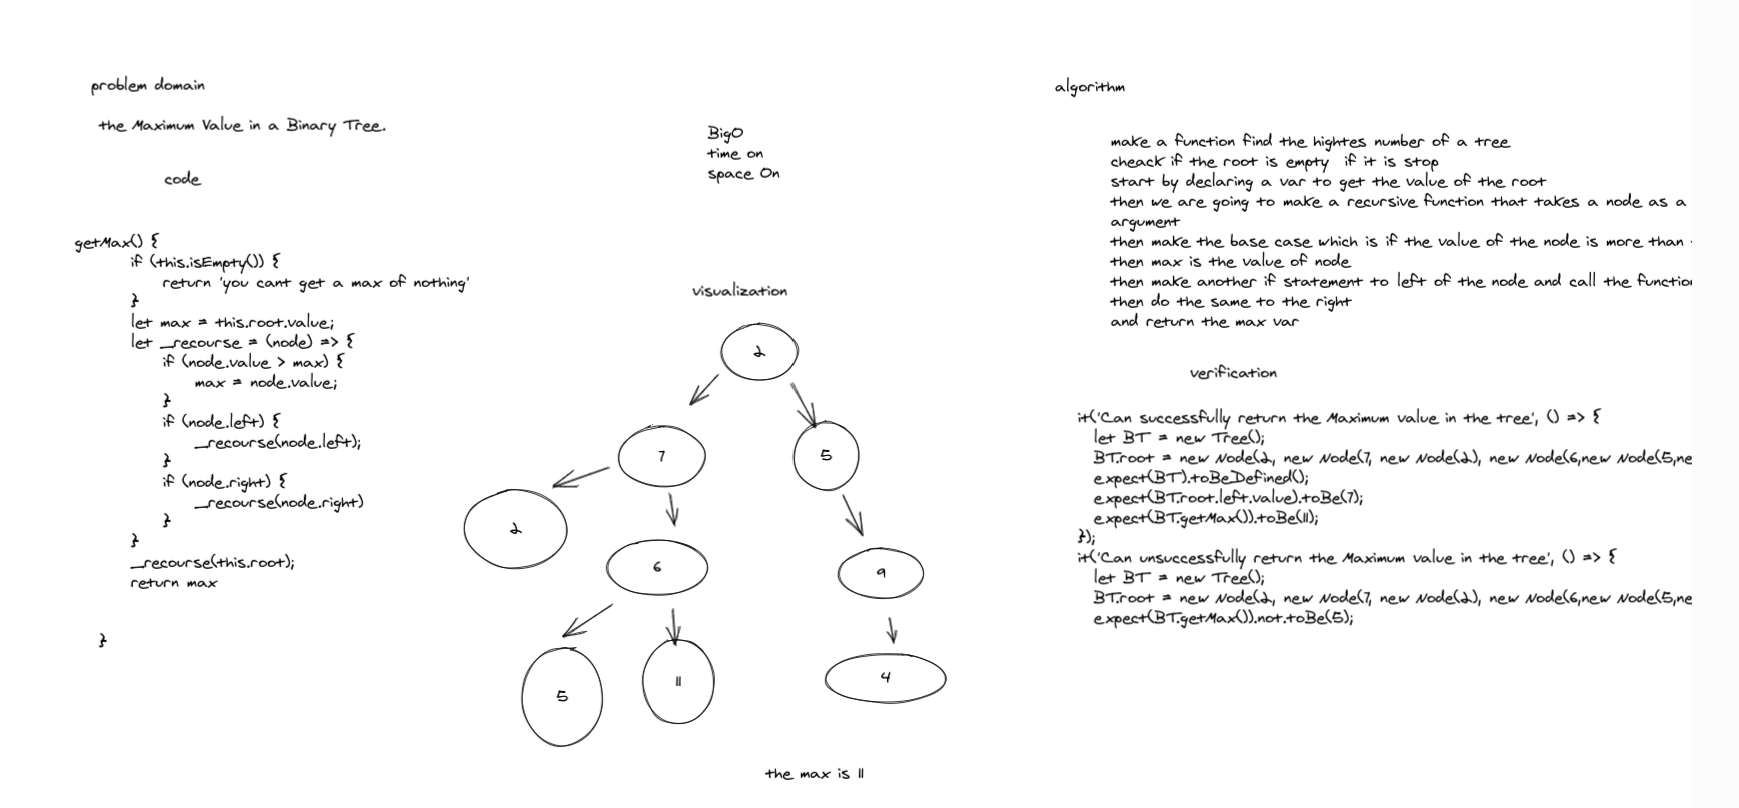 problem domain
the Maximum Value in a Binary Tree.
code
getMax() {
if (this.isEmpty()) {
return 'you cant get a max of nothing'
}
let max = this.root.value;
let _recourse = (node) => {
if (node.value > max) {
max = node.value;
}
if (node.left) {
_recourse(node.left);
}
if (node.right) {
_recourse(node.right)
}
}
_recourse(this.root);
return max
}
BigO
time on
space On
visualization
2
7
5
2
6
9
5
11
4
the max is 11
algorithm
make a function find the hightes number of a tree
cheack if the root is empty if it is stop
start by declaring a var to get the value of the root
then we are going to make a recursive function that takes a node as a
argument
then make the base case which is if the value of the node is more than
then max is the value of node
then make another if statement to left of the node and call the functio
then do the same to the right
and return the max var
verification
it('Can successfully return the Maximum value in the tree', () => {
let BT = new Tree();
BT.root = new Node(2, new Node(7, new Node(2), new Node(6,new Node(5,ne
expect(BT).toBeDefined();
expect(BT.root.left.value).toBe(7);
expect(BT.getMax()).toBe(11);
});
it('Can unsuccessfully return the Maximum value in the tree', () => {
let BT = new Tree();
BT.root = new Node(2, new Node(7, new Node(2), new Node(6,new Node(5,ne
expect(BT.getMax()).not.toBe(5);